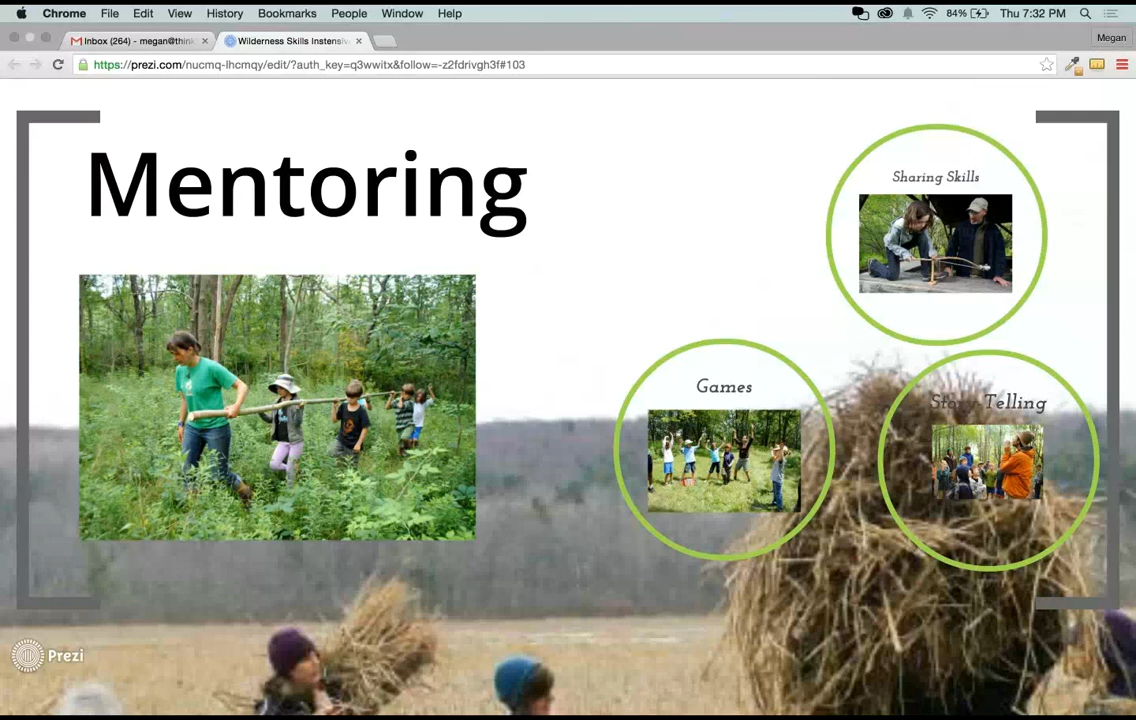 Chrome File Edit View History Bookmarks People Window Help 84% Thu 7:32 PM
Inbox (264) - megan@think
Wilderness Skills Instensiv
Megan
https://prezi.com/nucmq-lhcmqy/edit/?auth_key=q3wwitx&follow=-z2fdrivgh3f#103
Mentoring
Sharing Skills
Games
Story Telling
Prezi